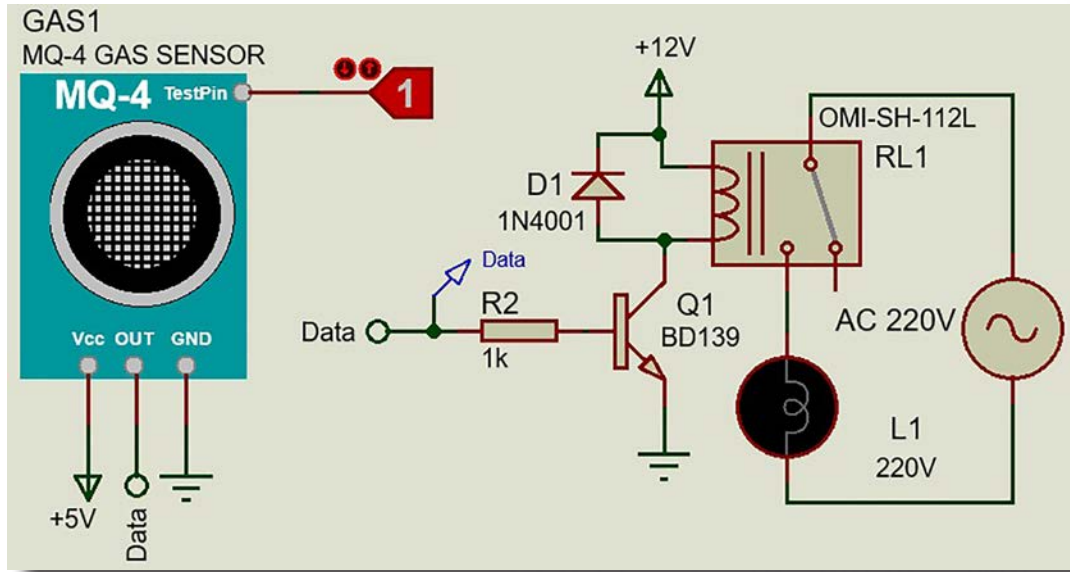 GAS1
MQ-4 GAS SENSOR
MQ-4 TestPin
1
Vcc OUT GND
+5V
Data
+12V
D1
1N4001
OMI-SH-112L
RL1
Data
Data
R2
1k
Q1
BD139
AC 220V
L1
220V